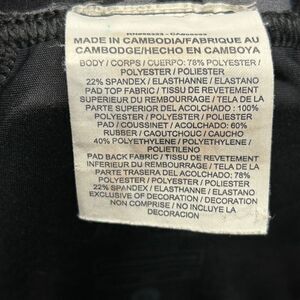 MADE IN CAMBODIA/FABRIQUE AU
CAMBODGE/HECHO EN CAMBOYA
BODY / CORPS / CUERPO: 78% POLYESTER /
POLYESTER / POLIESTER
22% SPANDEX / ELASTHANNE / ELASTANO
PAD TOP FABRIC / TISSU DE REVETEMENT
SUPERIEUR DU REMBOURRAGE / TELA DE LA
PARTE SUPERIOR DEL ACOLCHADO : 100%
POLYESTER / POLYESTER / POLIESTER
PAD / COUSSINET / ACOLCHADO: 60%
RUBBER / CAOUTCHOUC / CAUCHO
40% POLYETHYLENE / POLYETHYLENE /
POLIETILENO
PAD BACK FABRIC / TISSU DE REVETEMENT
INFERIEUR DU REMBOURRAGE / TELA DE LA
PARTE TRASERA DEL ACOLCHADO: 78%
POLYESTER / POLYESTER / POLIESTER
22% SPANDEX / ELASTHANNE / ELASTANO
EXCLUSIVE OF DECORATION / DECORATION
NON COMPRISE / NO INCLUYE LA
DECORACION